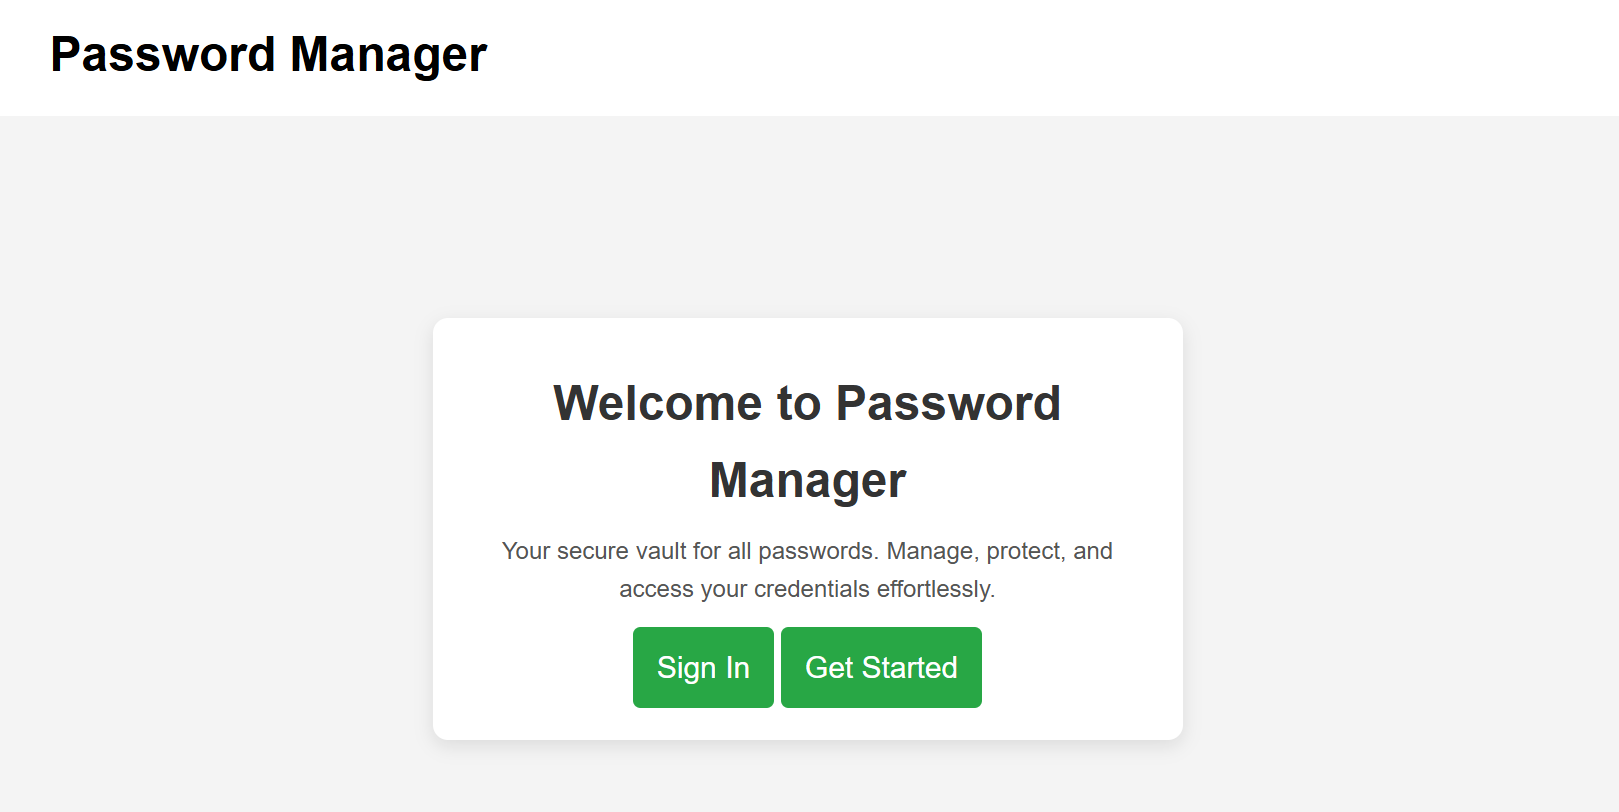 Password Manager
Welcome to Password
Manager
Your secure vault for all passwords. Manage, protect, and
access your credentials effortlessly.
Sign In
Get Started